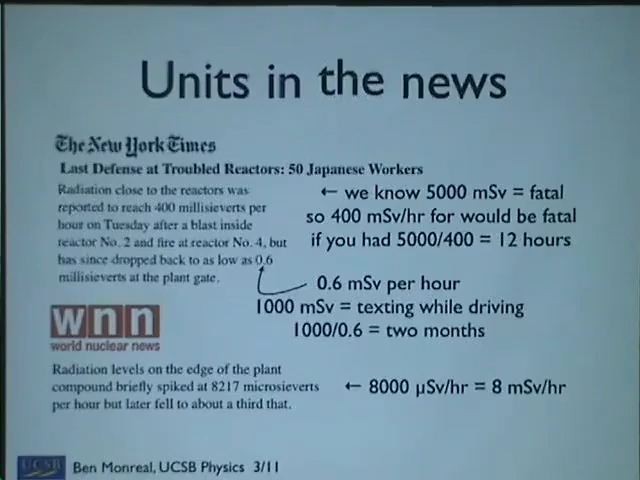 Units in the news
The New York Times
Last Defense at Troubled Reactors: 50 Japanese Workers
Radiation close to the reactors was
reported to reach 400 millisieverts per
hour on Tuesday after a blast inside
reactor No. 2 and fire at reactor No. 4, but
has since dropped back to as low as 0.6
millisieverts at the plant gate.
← we know 5000 mSv = fatal
so 400 mSv/hr for would be fatal
if you had 5000/400 = 12 hours
0.6 mSv per hour
1000 mSv = texting while driving
1000/0.6 = two months
wnn
world nuclear news
Radiation levels on the edge of the plant
compound briefly spiked at 8217 microsieverts
per hour but later fell to about a third that.
← 8000 µSv/hr = 8 mSv/hr
UCSB
Ben Monreal, UCSB Physics 3/11